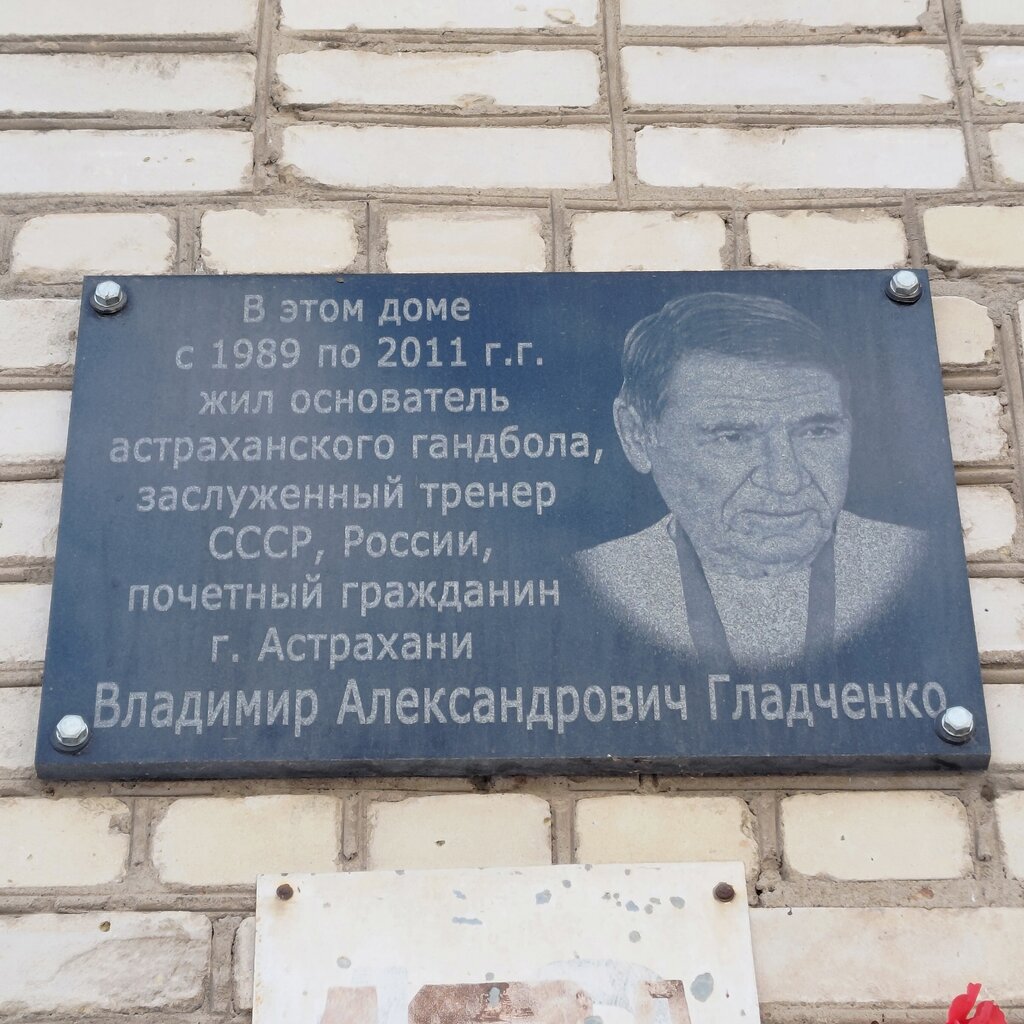 В этом доме
с 1989 по 2011 г.г.
жил основатель
астраханского гандбола,
заслуженный тренер
СССР, России,
почетный гражданин
г. Астрахани
Владимир Александрович Гладченко